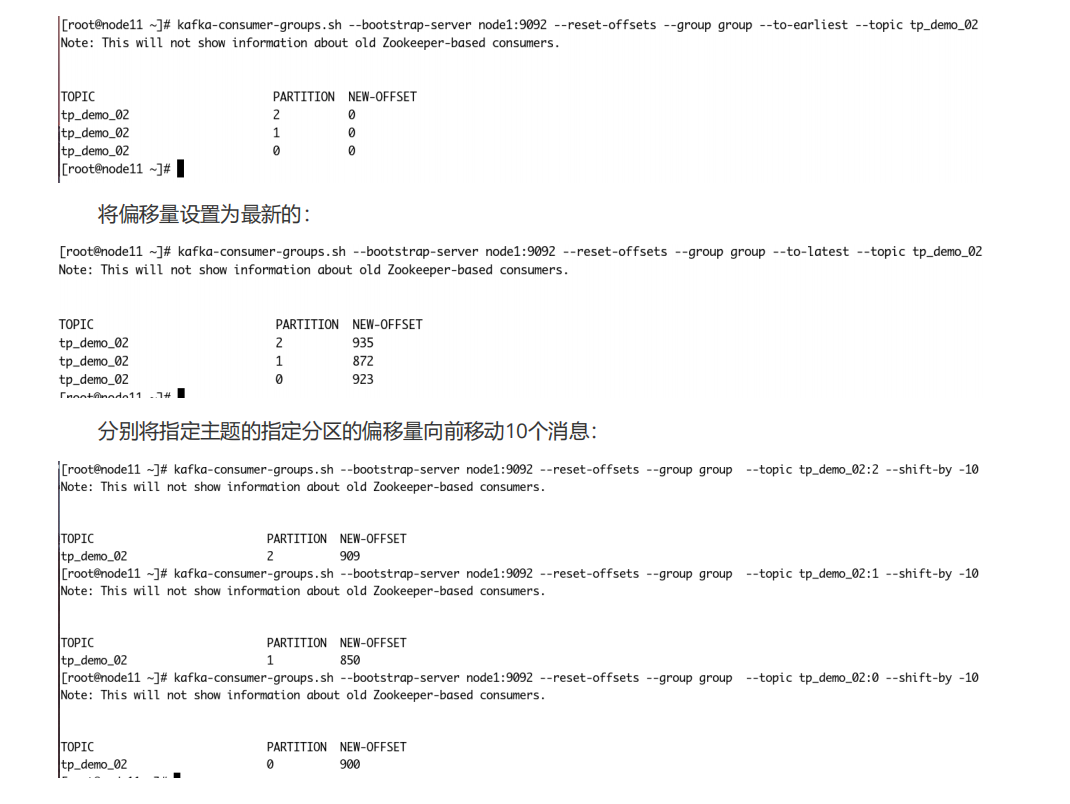 [root@node11 ~]# kafka-consumer-groups.sh --bootstrap-server node1:9092 --reset-offsets --group group --to-earliest --topic tp_demo_02
Note: This will not show information about old Zookeeper-based consumers.
TOPIC PARTITION NEW-OFFSET
tp_demo_02 2 0
tp_demo_02 1 0
tp_demo_02 0 0
[root@node11 ~]#
将偏移量设置为最新的：
[root@node11 ~]# kafka-consumer-groups.sh --bootstrap-server node1:9092 --reset-offsets --group group --to-latest --topic tp_demo_02
Note: This will not show information about old Zookeeper-based consumers.
TOPIC PARTITION NEW-OFFSET
tp_demo_02 2 935
tp_demo_02 1 872
tp_demo_02 0 923
[root@node11 ~]#
分别将指定主题的指定分区的偏移量向前移动10个消息：
[root@node11 ~]# kafka-consumer-groups.sh --bootstrap-server node1:9092 --reset-offsets --group group --topic tp_demo_02:2 --shift-by -10
Note: This will not show information about old Zookeeper-based consumers.
TOPIC PARTITION NEW-OFFSET
tp_demo_02 2 909
[root@node11 ~]# kafka-consumer-groups.sh --bootstrap-server node1:9092 --reset-offsets --group group --topic tp_demo_02:1 --shift-by -10
Note: This will not show information about old Zookeeper-based consumers.
TOPIC PARTITION NEW-OFFSET
tp_demo_02 1 850
[root@node11 ~]# kafka-consumer-groups.sh --bootstrap-server node1:9092 --reset-offsets --group group --topic tp_demo_02:0 --shift-by -10
Note: This will not show information about old Zookeeper-based consumers.
TOPIC PARTITION NEW-OFFSET
tp_demo_02 0 900